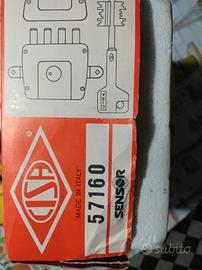 CISA
"MADE IN ITALY"
57160
SENSOR
subito